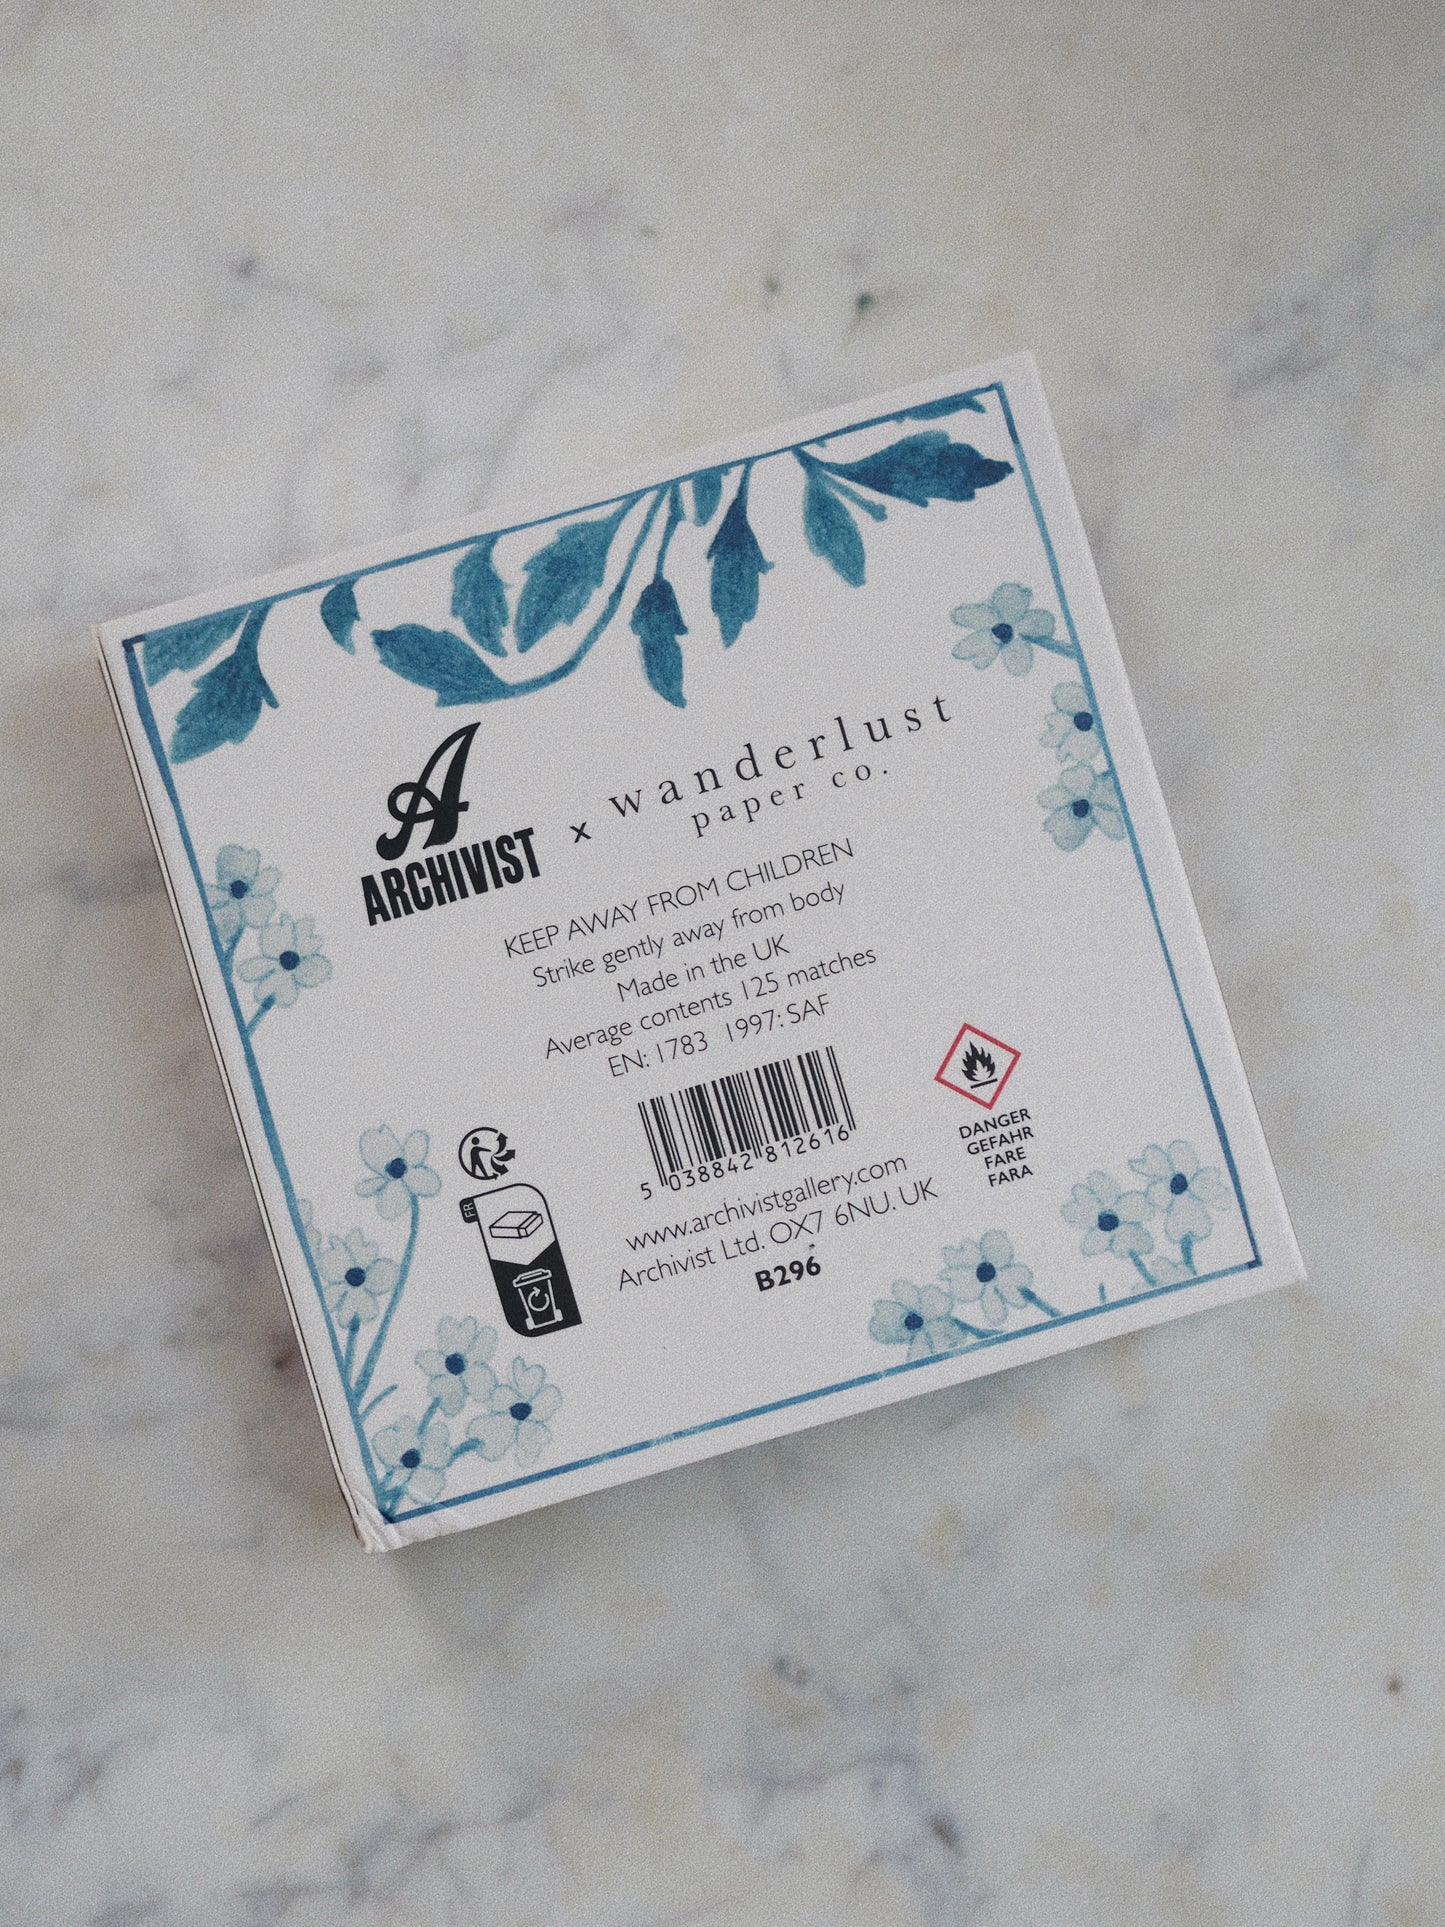 A
ARCHIVIST
x
wanderlust
paper co.
KEEP AWAY FROM CHILDREN
Strike gently away from body
Made in the UK
Average contents 125 matches
EN: 1783 1997: SAF
5 038842 812616
www.archivistgallery.com
Archivist Ltd. OX7 6NU. UK
B296
FR
DANGER
GEFAHR
FARE
FARA